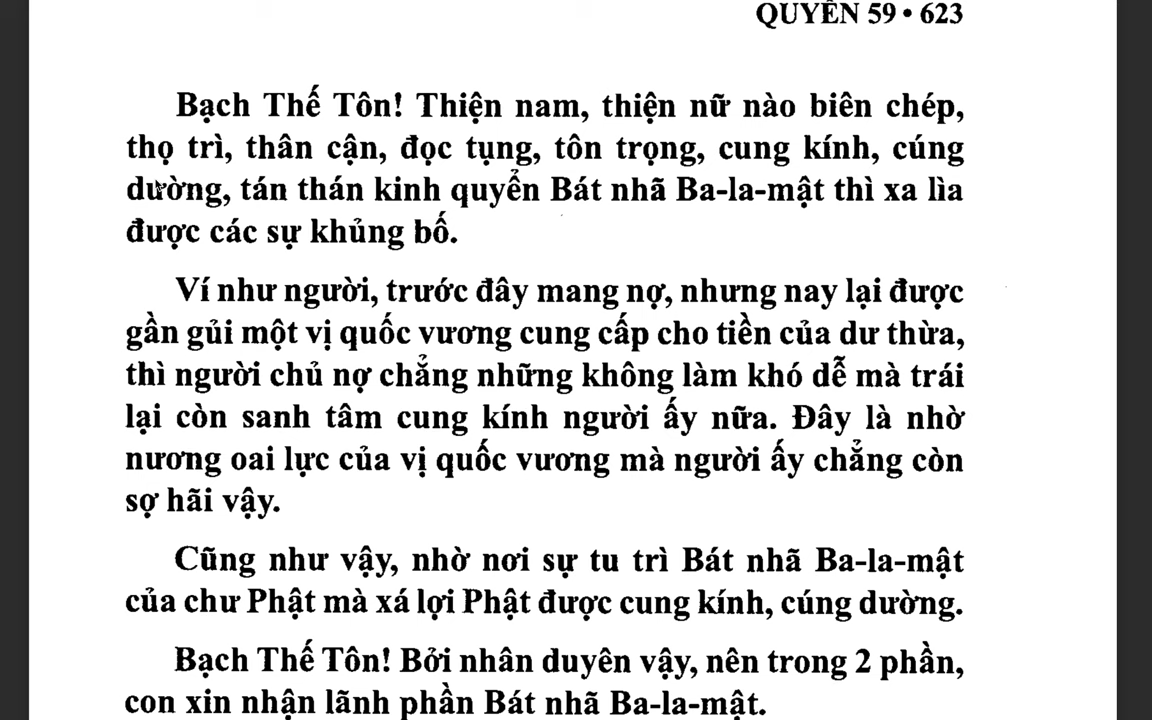 QUYỂN 59 • 623
Bạch Thế Tôn! Thiện nam, thiện nữ nào biên chép,
thọ trì, thân cận, đọc tụng, tôn trọng, cung kính, cúng
dường, tán thán kinh quyển Bát nhã Ba-la-mật thì xa lìa
được các sự khủng bố.
Ví như người, trước đây mang nợ, nhưng nay lại được
gần gủi một vị quốc vương cung cấp cho tiền của dư thừa,
thì người chủ nợ chẳng những không làm khó dễ mà trái
lại còn sanh tâm cung kính người ấy nữa. Đây là nhờ
nương oai lực của vị quốc vương mà người ấy chẳng còn
sợ hãi vậy.
Cũng như vậy, nhờ nơi sự tu trì Bát nhã Ba-la-mật
của chư Phật mà xá lợi Phật được cung kính, cúng dường.
Bạch Thế Tôn! Bởi nhân duyên vậy, nên trong 2 phần,
con xin nhận lãnh phần Bát nhã Ba-la-mật.